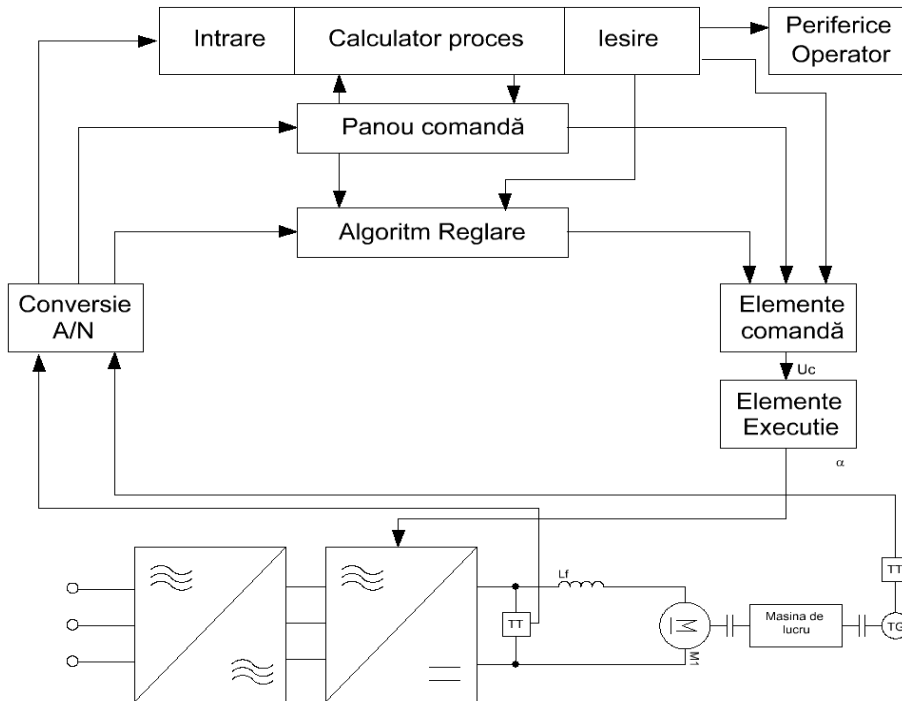 Intrare
Calculator proces
Iesire
Periferice
Operator
Panou comandă
Algoritm Reglare
Conversie
A/N
Elemente
comandă
Uc
Elemente
Executie
α
Lf
TT
TT
M
M1
Masina de
lucru
TG